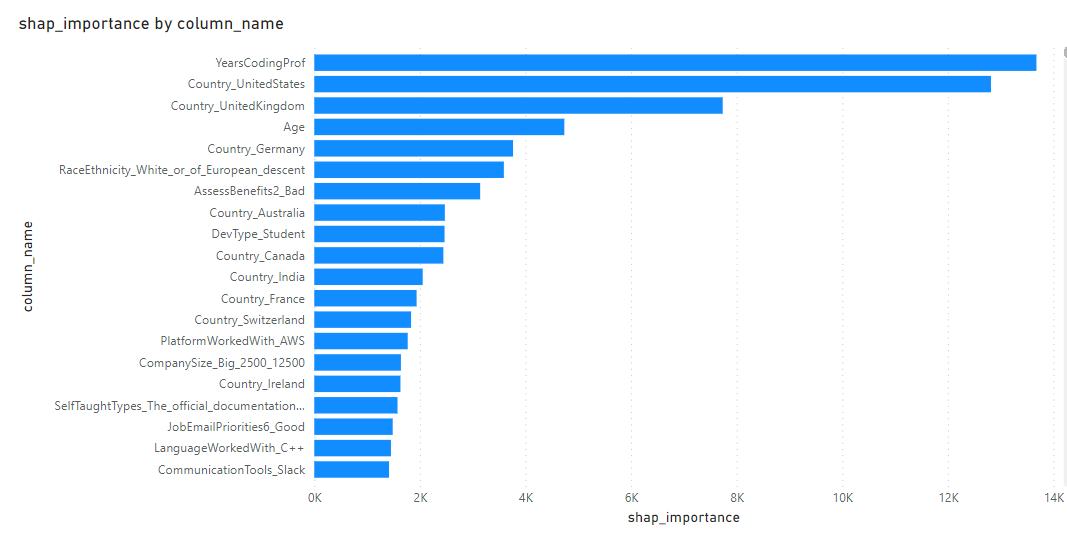 shap_importance by column_name
column_name
YearsCodingProf
Country_UnitedStates
Country_UnitedKingdom
Age
Country_Germany
RaceEthnicity_White_or_of_European_descent
AssessBenefits2_Bad
Country_Australia
DevType_Student
Country_Canada
Country_India
Country_France
Country_Switzerland
PlatformWorkedWith_AWS
CompanySize_Big_2500_12500
Country_Ireland
SelfTaughtTypes_The_official_documentation...
JobEmailPriorities6_Good
LanguageWorkedWith_C++
CommunicationTools_Slack
0K 2K 4K 6K 8K 10K 12K 14K
shap_importance